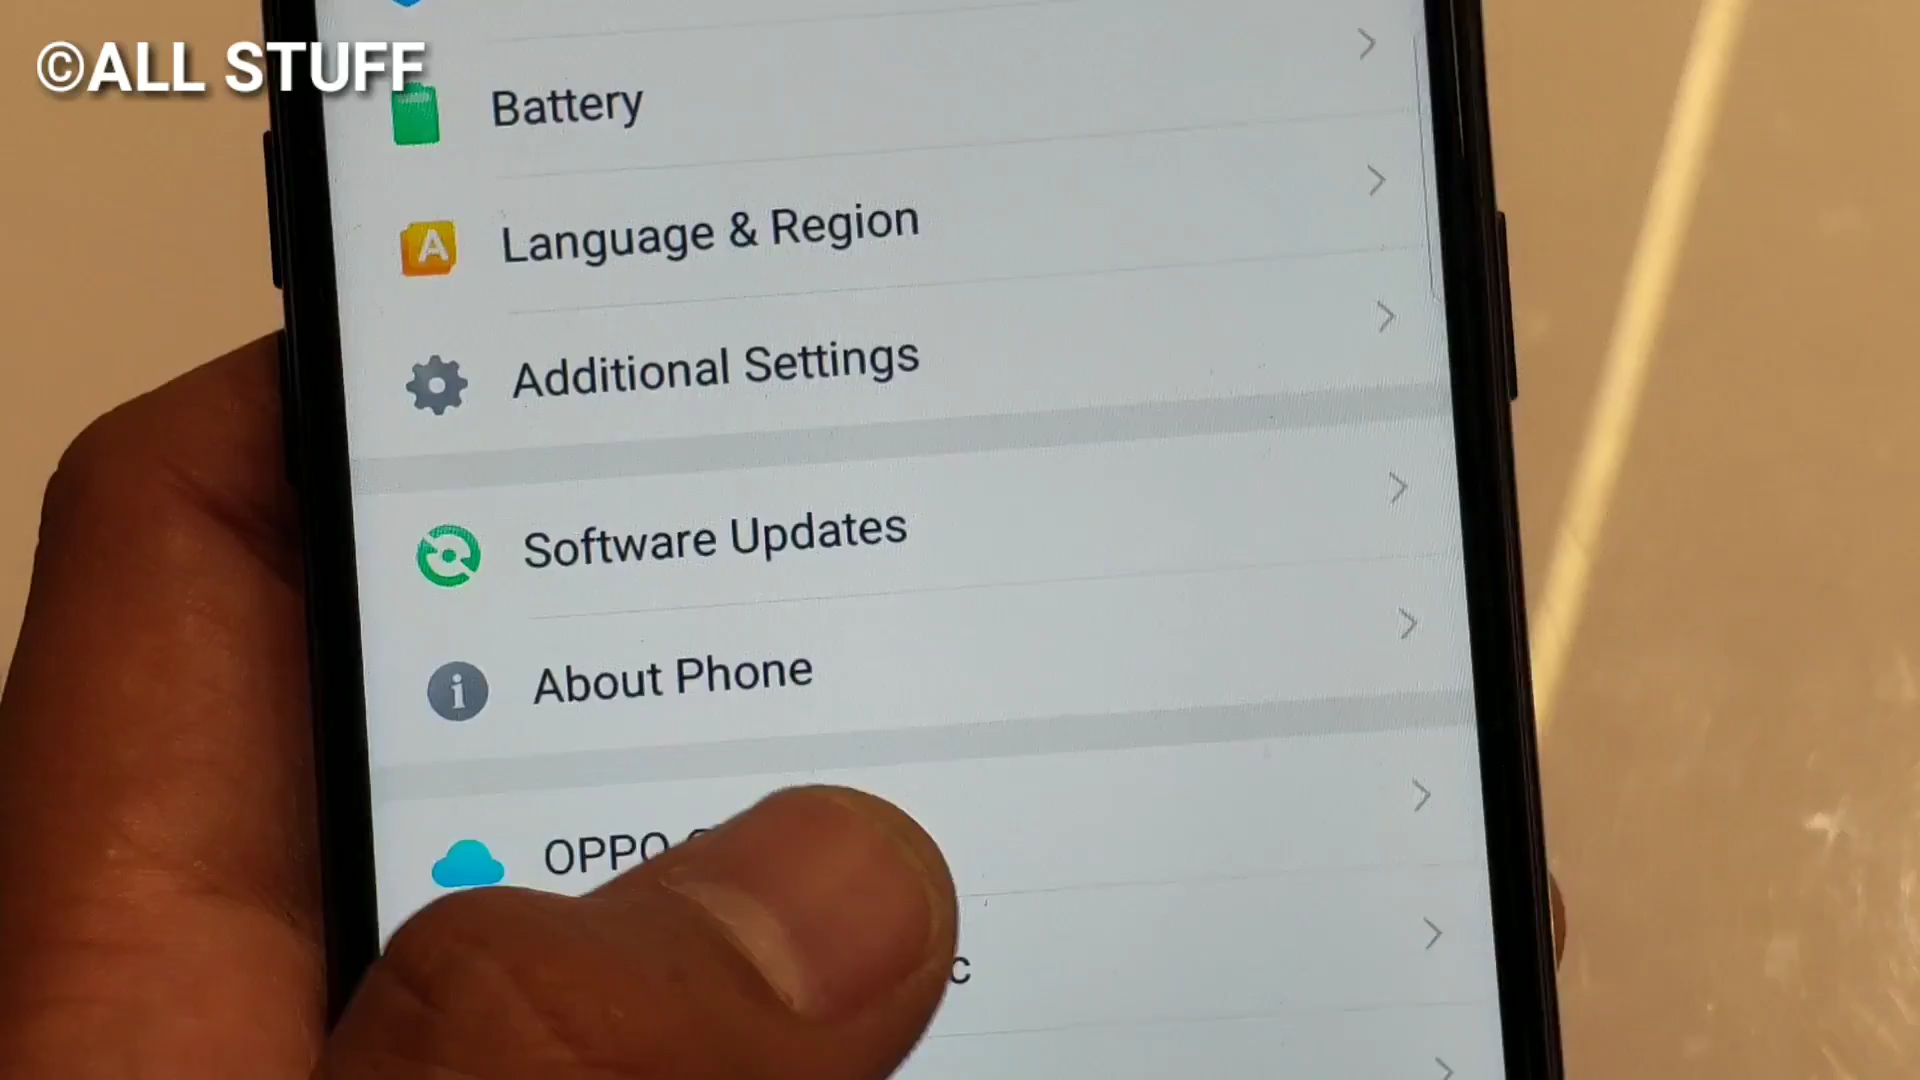 ©ALL STUFF
Battery
Language & Region
A
Additional Settings
Software Updates
About Phone
i
OPPO